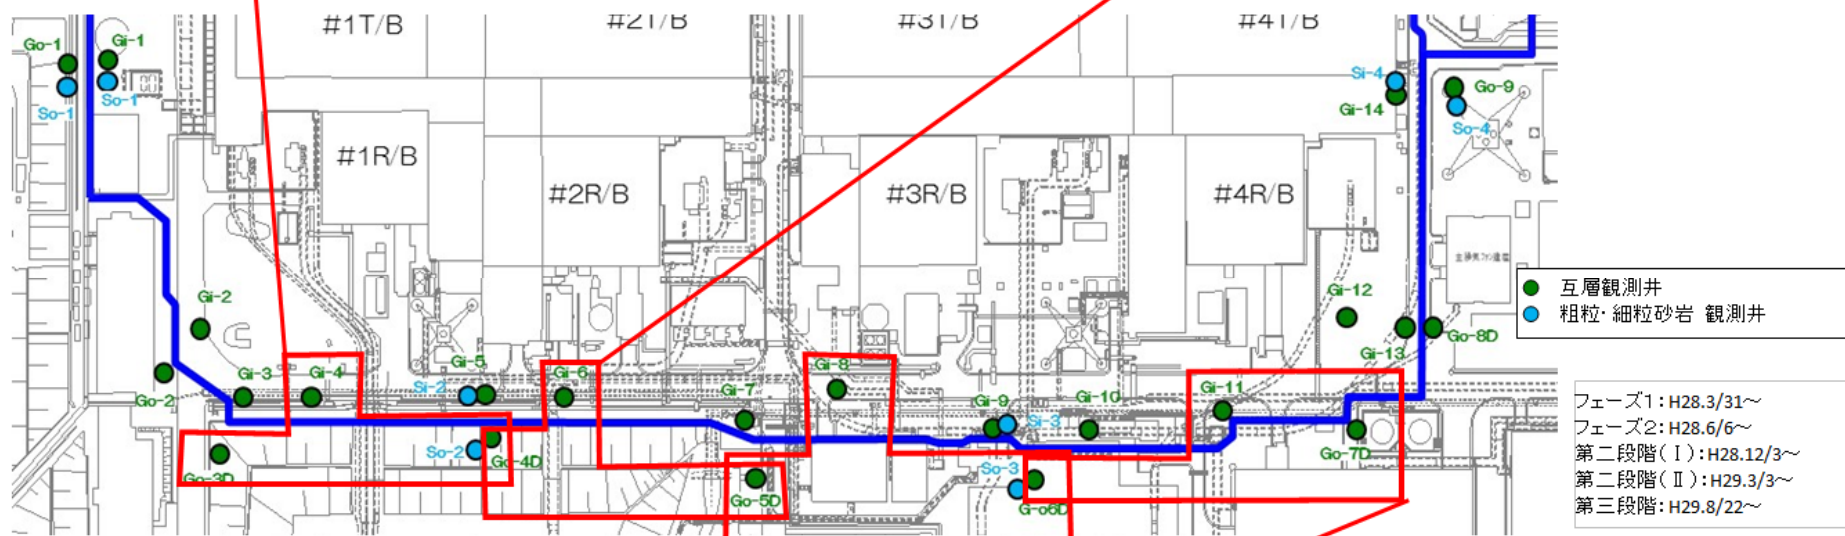 #1T/B
#2T/B
#3T/B
#4T/B
Go-1
Gi-1
So-1
So-1
Si-4
Gi-14
Go-9
So-4
#1R/B
#2R/B
#3R/B
#4R/B
Gi-2
Gi-12
Gi-13
Go-8D
互層観測井
粗粒・細粒砂岩 観測井
Go-2
Gi-3
Gi-4
Gi-5
Si-2
Gi-6
Gi-7
Gi-8
Gi-9
Si-3
Gi-10
Gi-11
Go-3D
So-2
Go-4D
Go-5D
So-3
G-o6D
Go-7D
フェーズ1:H28.3/31～
フェーズ2:H28.6/6～
第二段階(Ⅰ):H28.12/3～
第二段階(Ⅱ):H29.3/3～
第三段階:H29.8/22～